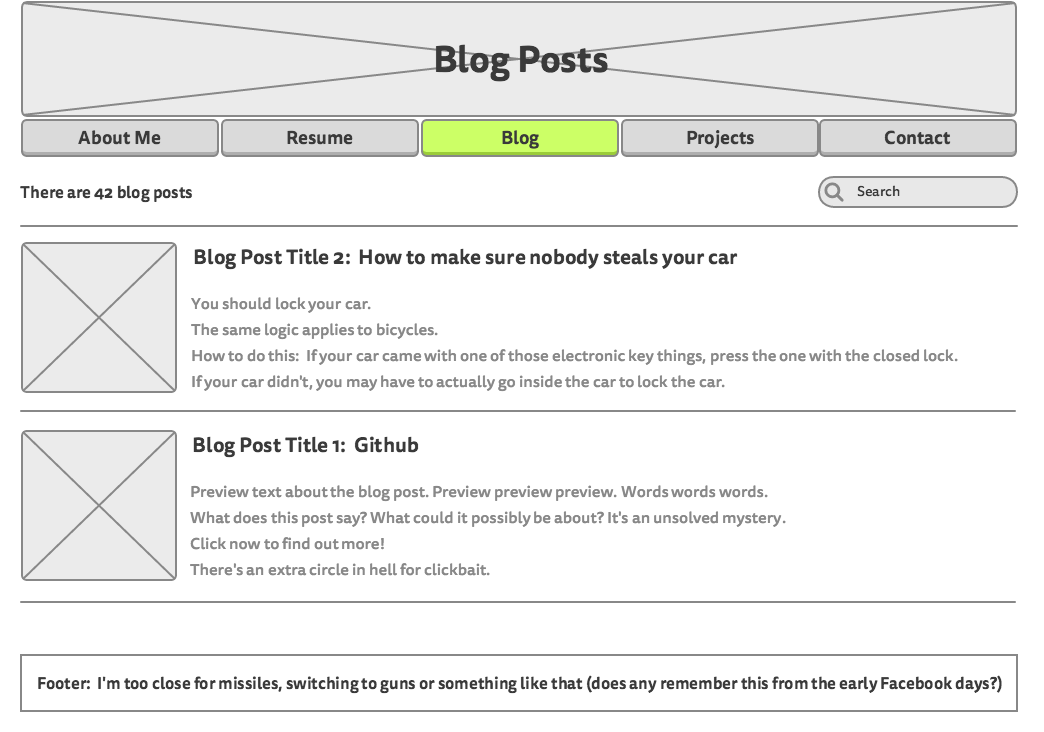 Blog Posts
About Me
Resume
Blog
Projects
Contact
There are 42 blog posts
Search
Blog Post Title 2: How to make sure nobody steals your car
You should lock your car.
The same logic applies to bicycles.
How to do this: If your car came with one of those electronic key things, press the one with the closed lock.
If your car didn't, you may have to actually go inside the car to lock the car.
Blog Post Title 1: Github
Preview text about the blog post. Preview preview preview. Words words words.
What does this post say? What could it possibly be about? It's an unsolved mystery.
Click now to find out more!
There's an extra circle in hell for clickbait.
Footer: I'm too close for missiles, switching to guns or something like that (does any remember this from the early Facebook days?)